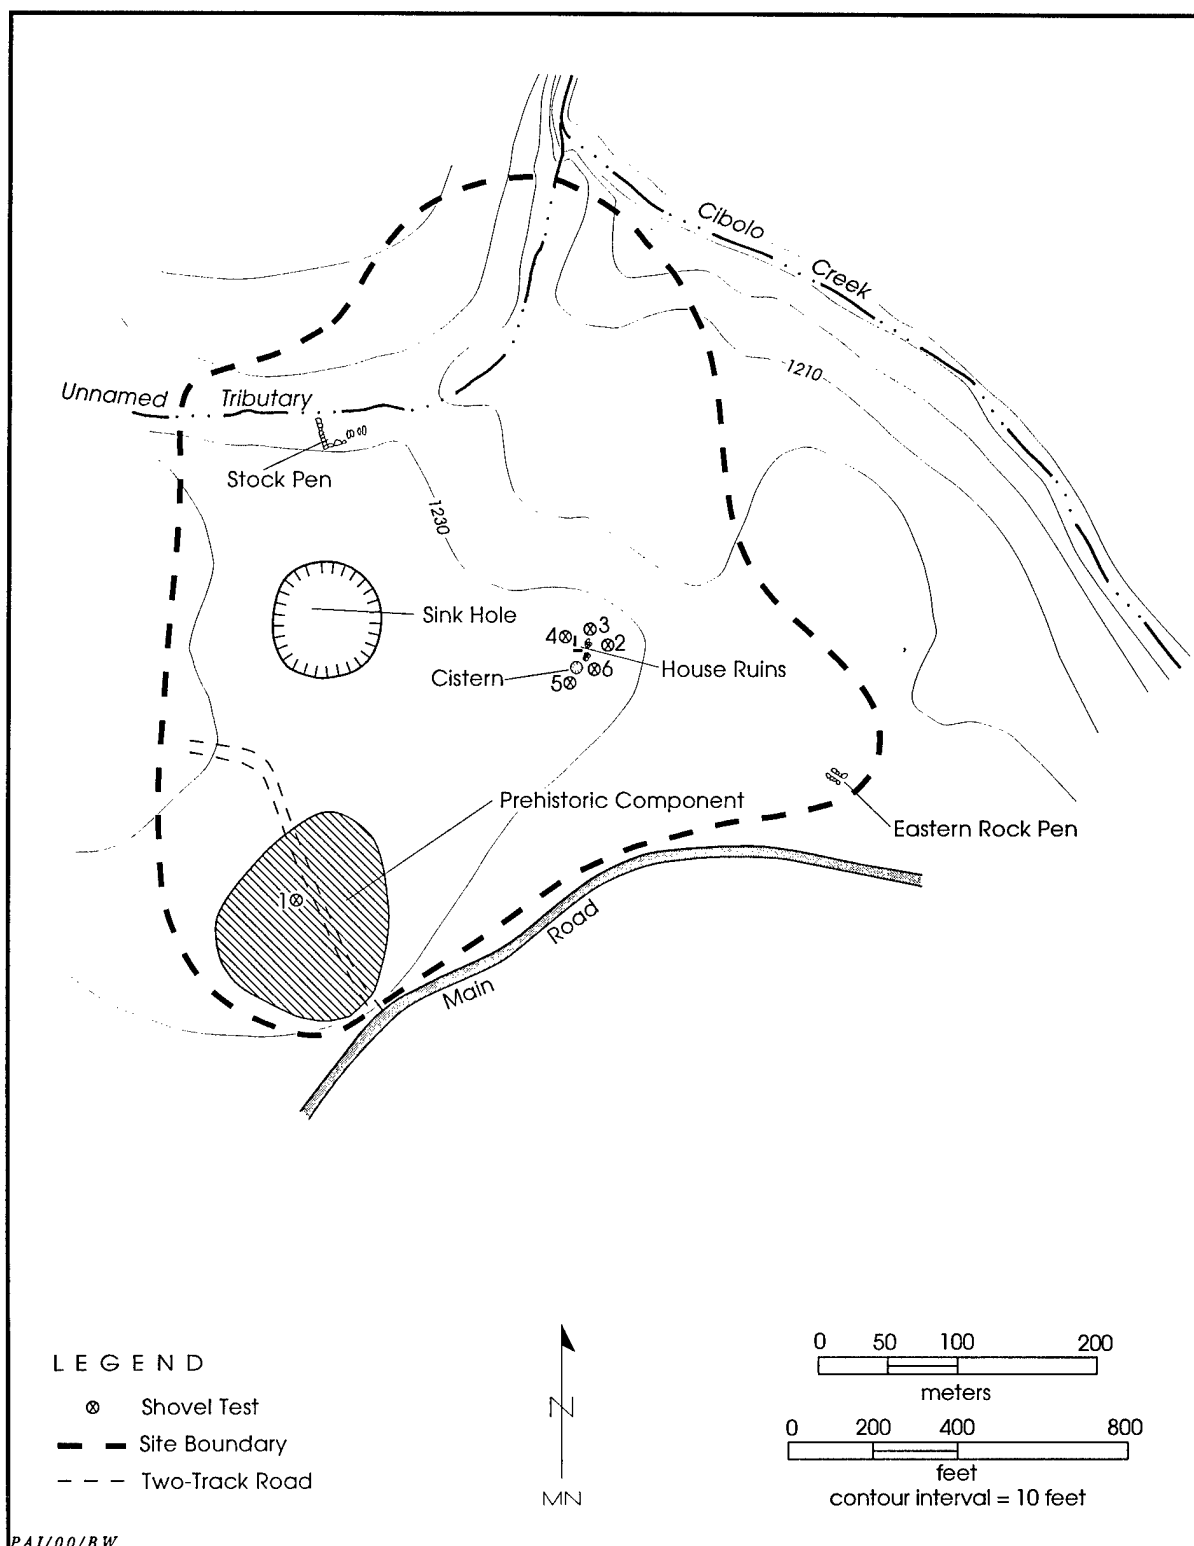 Cibolo
Creek
1210
Unnamed Tributary
Stock Pen
1230
Sink Hole
3
4
2
House Ruins
Cistern
6
5
Prehistoric Component
Eastern Rock Pen
1
Road
Main
LEGEND
Shovel Test
Site Boundary
Two-Track Road
N
MN
0 50 100 200
meters
0 200 400 800
feet
contour interval = 10 feet
PAI/00/BW